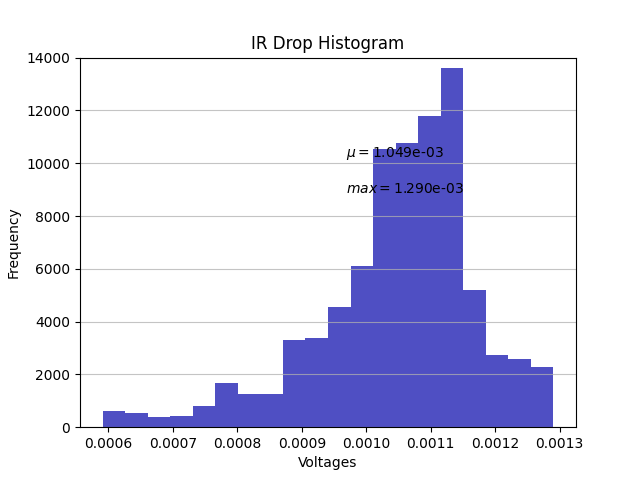 IR Drop Histogram
14000
12000
10000
8000
6000
4000
2000
0
Frequency
μ = 1.049e-03
max = 1.290e-03
0.0006 0.0007 0.0008 0.0009 0.0010 0.0011 0.0012 0.0013
Voltages